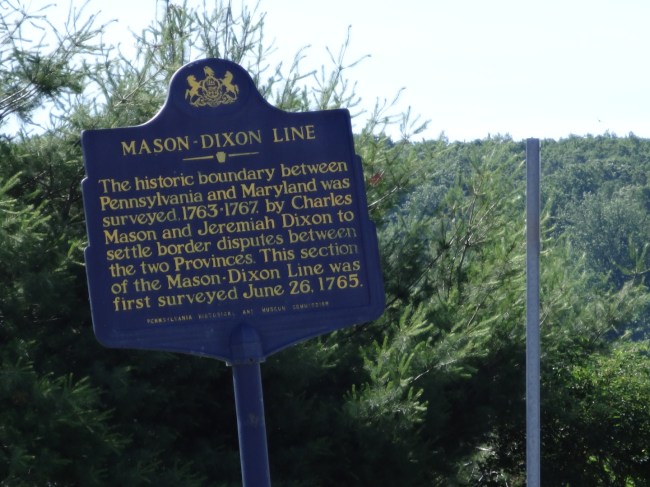 MASON-DIXON LINE
The historic boundary between
Pennsylvania and Maryland was
surveyed, 1763-1767, by Charles
Mason and Jeremiah Dixon to
settle border disputes between
the two Provinces. This section
of the Mason-Dixon Line was
first surveyed June 26, 1765.
PENNSYLVANIA HISTORICAL AND MUSEUM COMMISSION